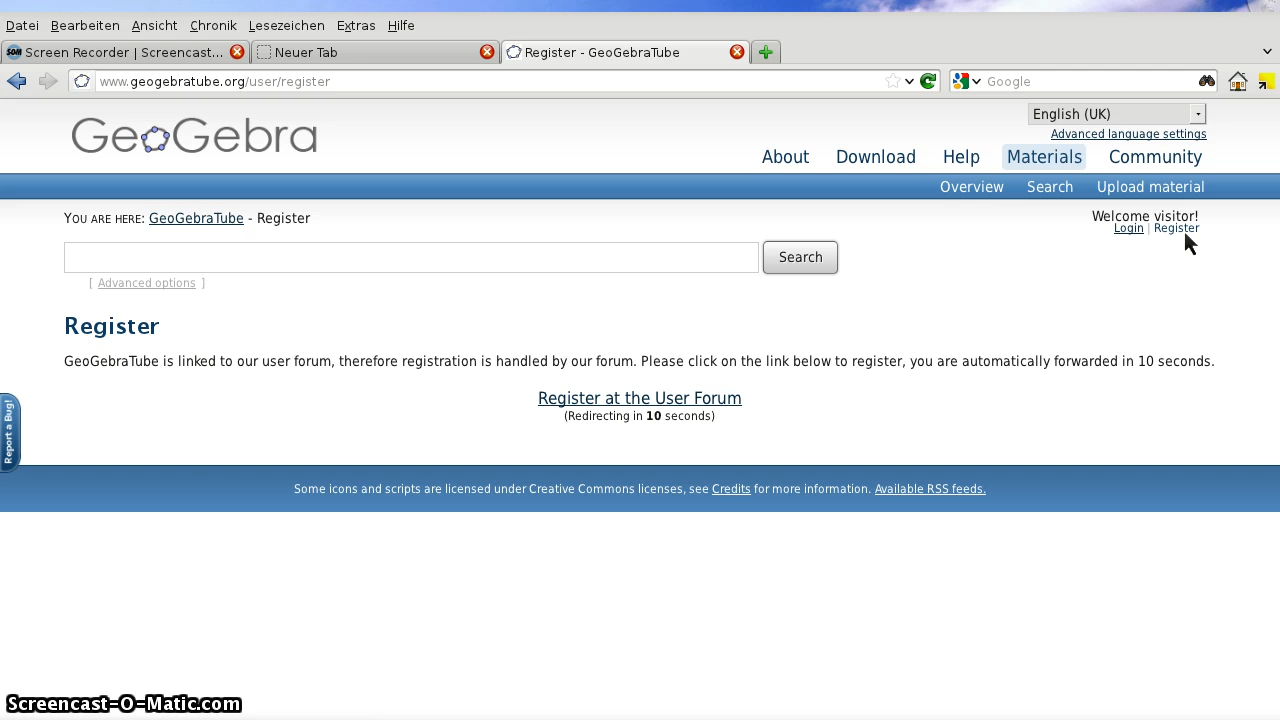 Datei Bearbeiten Ansicht Chronik Lesezeichen Extras Hilfe
Screen Recorder | Screencast... Neuer Tab Register - GeoGebraTube
www.geogebratube.org/user/register Google
GeoGebra
English (UK)
Advanced language settings
About Download Help Materials Community
Overview Search Upload material
YOU ARE HERE: GeoGebraTube - Register
Welcome visitor!
Login | Register
Search
[ Advanced options ]
Register
GeoGebraTube is linked to our user forum, therefore registration is handled by our forum. Please click on the link below to register, you are automatically forwarded in 10 seconds.
Register at the User Forum
(Redirecting in 10 seconds)
Report a Bug!
Some icons and scripts are licensed under Creative Commons licenses, see Credits for more information. Available RSS feeds.
Screencast-O-Matic.com